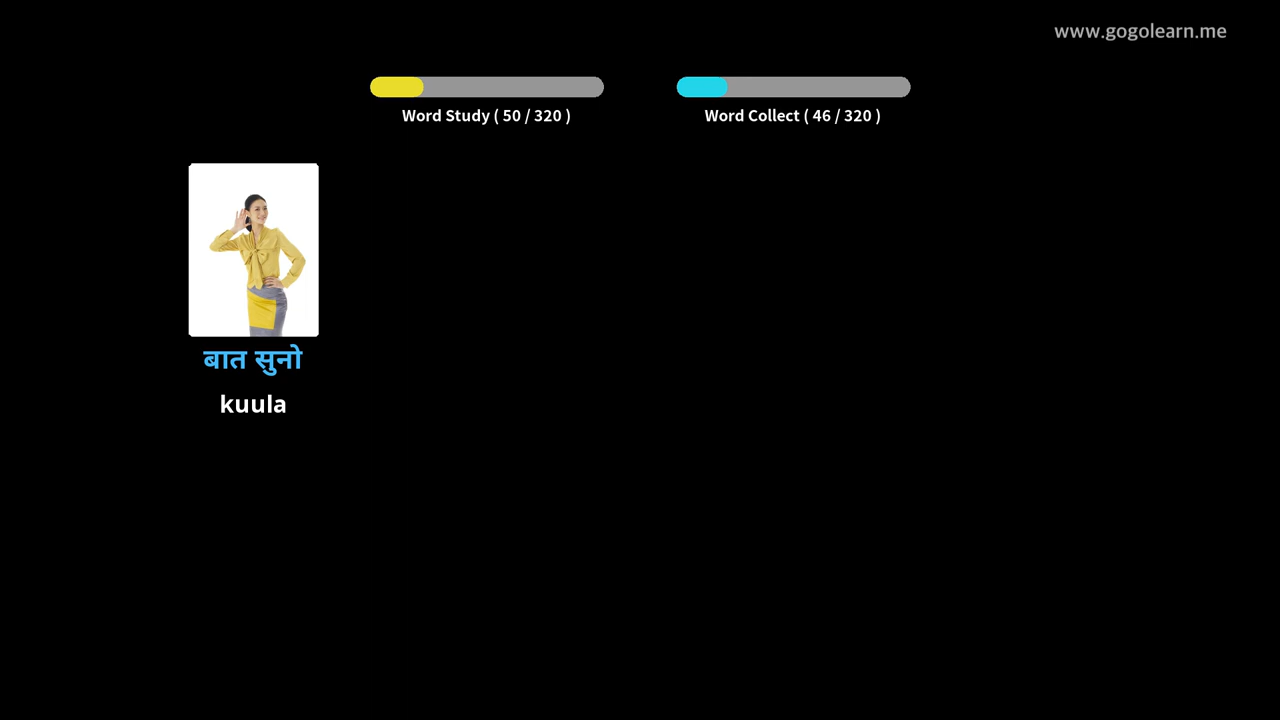 www.gogolearn.me
Word Study ( 50 / 320 )
Word Collect ( 46 / 320 )
बात सुनो
kuula